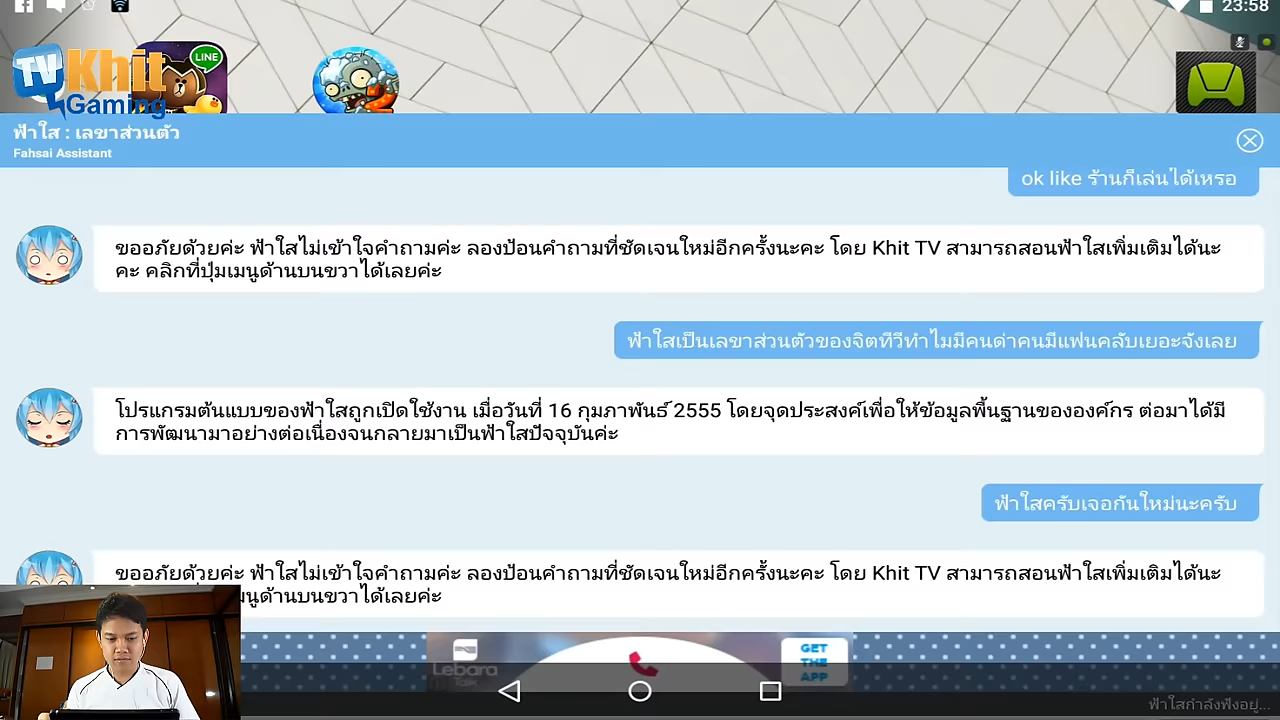 23:58
LINE
TV Khit
Gaming
ฟ้าใส : เลขาส่วนตัว
Fahsai Assistant
ok like ร้านก็เล่นได้เหรอ
ขออภัยด้วยค่ะ ฟ้าใสไม่เข้าใจคำถามค่ะ ลองป้อนคำถามที่ชัดเจนใหม่อีกครั้งนะคะ โดย Khit TV สามารถสอนฟ้าใสเพิ่มเติมได้นะ
คะ คลิกที่ปุ่มเมนูด้านบนขวาได้เลยค่ะ
ฟ้าใสเป็นเลขาส่วนตัวของจิตทีวีทำไมมีคนด่าคนมีแฟนคลับเยอะจังเลย
โปรแกรมต้นแบบของฟ้าใสถูกเปิดใช้งาน เมื่อวันที่ 16 กุมภาพันธ์ 2555 โดยจุดประสงค์เพื่อให้ข้อมูลพื้นฐานขององค์กร ต่อมาได้มี
การพัฒนามาอย่างต่อเนื่องจนกลายมาเป็นฟ้าใสปัจจุบันค่ะ
ฟ้าใสครับเจอกันใหม่นะครับ
ขออภัยด้วยค่ะ ฟ้าใสไม่เข้าใจคำถามค่ะ ลองป้อนคำถามที่ชัดเจนใหม่อีกครั้งนะคะ โดย Khit TV สามารถสอนฟ้าใสเพิ่มเติมได้นะ
มนูด้านบนขวาได้เลยค่ะ
Lebara
Talk
GET
THE
APP
ฟ้าใสกำลังฟังอยู่...